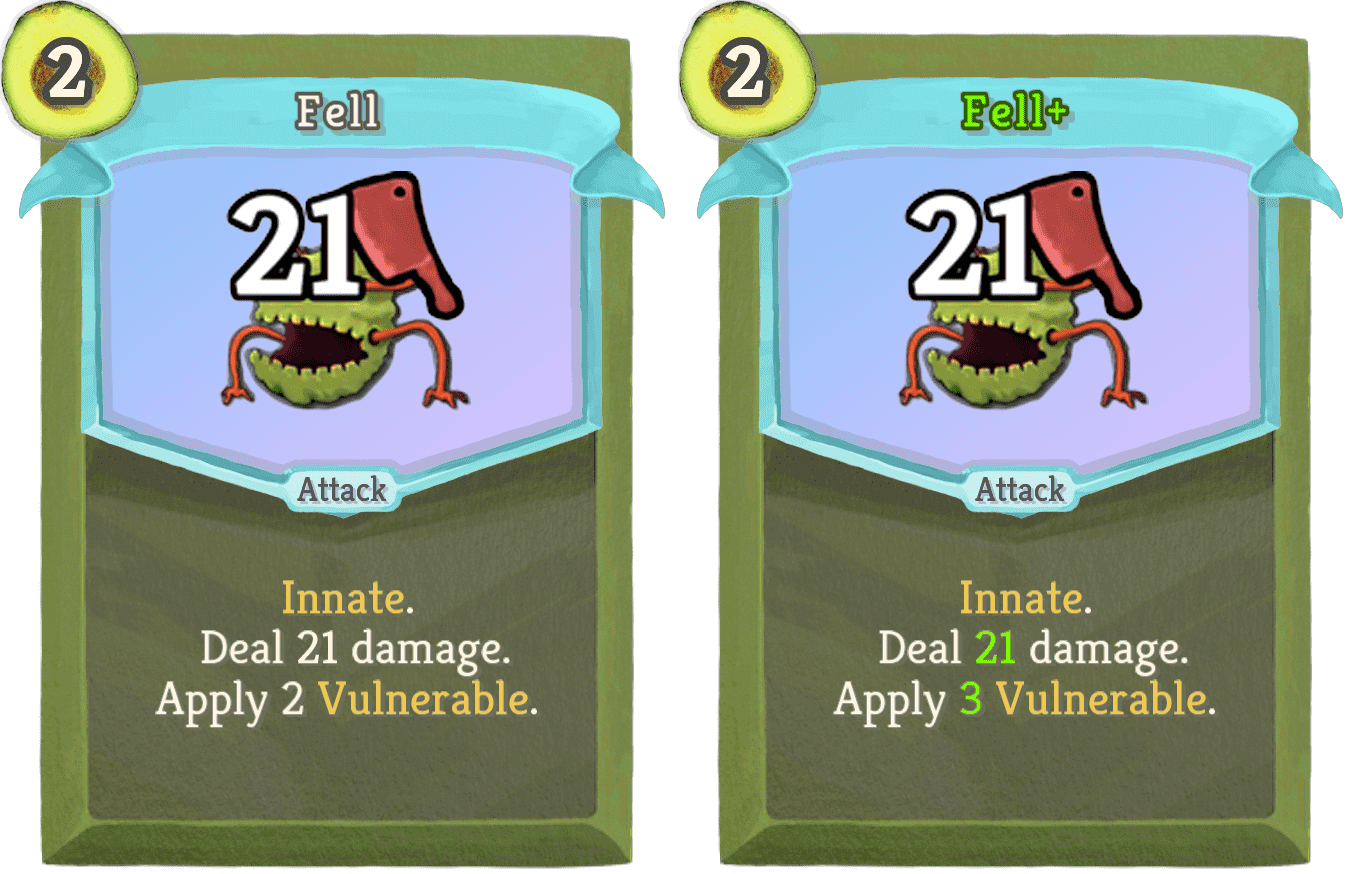 2
Fell
21
Attack
Innate.
Deal 21 damage.
Apply 2 Vulnerable.
2
Fell+
21
Attack
Innate.
Deal 21 damage.
Apply 3 Vulnerable.